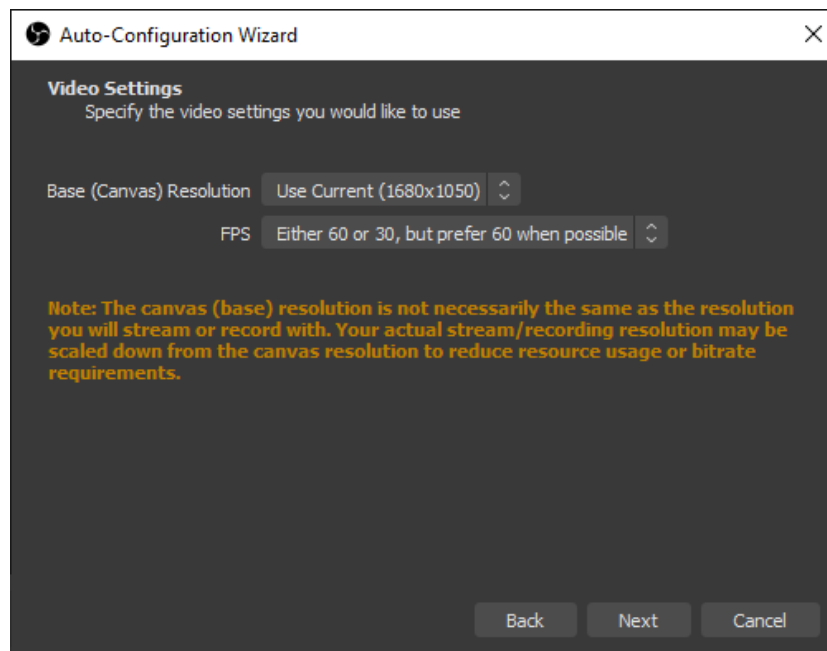 Auto-Configuration Wizard
Video Settings
Specify the video settings you would like to use
Base (Canvas) Resolution Use Current (1680x1050)
FPS Either 60 or 30, but prefer 60 when possible
Note: The canvas (base) resolution is not necessarily the same as the resolution
you will stream or record with. Your actual stream/recording resolution may be
scaled down from the canvas resolution to reduce resource usage or bitrate
requirements.
Back Next Cancel